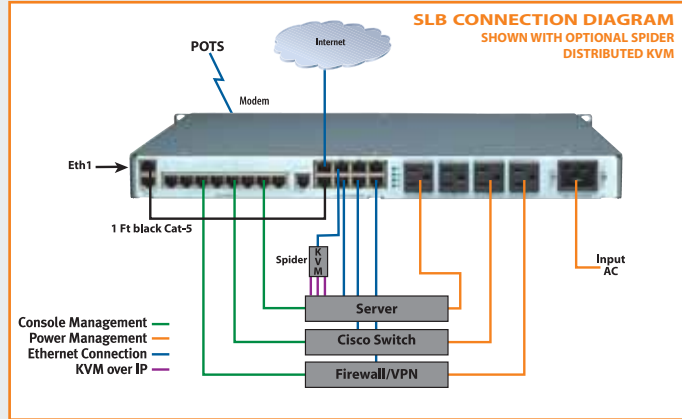 SLB CONNECTION DIAGRAM
SHOWN WITH OPTIONAL SPIDER
DISTRIBUTED KVM
POTS
Internet
Modem
Eth1
1 Ft black Cat-5
Spider
K
V
M
Input
AC
Server
Cisco Switch
Firewall/VPN
Console Management
Power Management
Ethernet Connection
KVM over IP